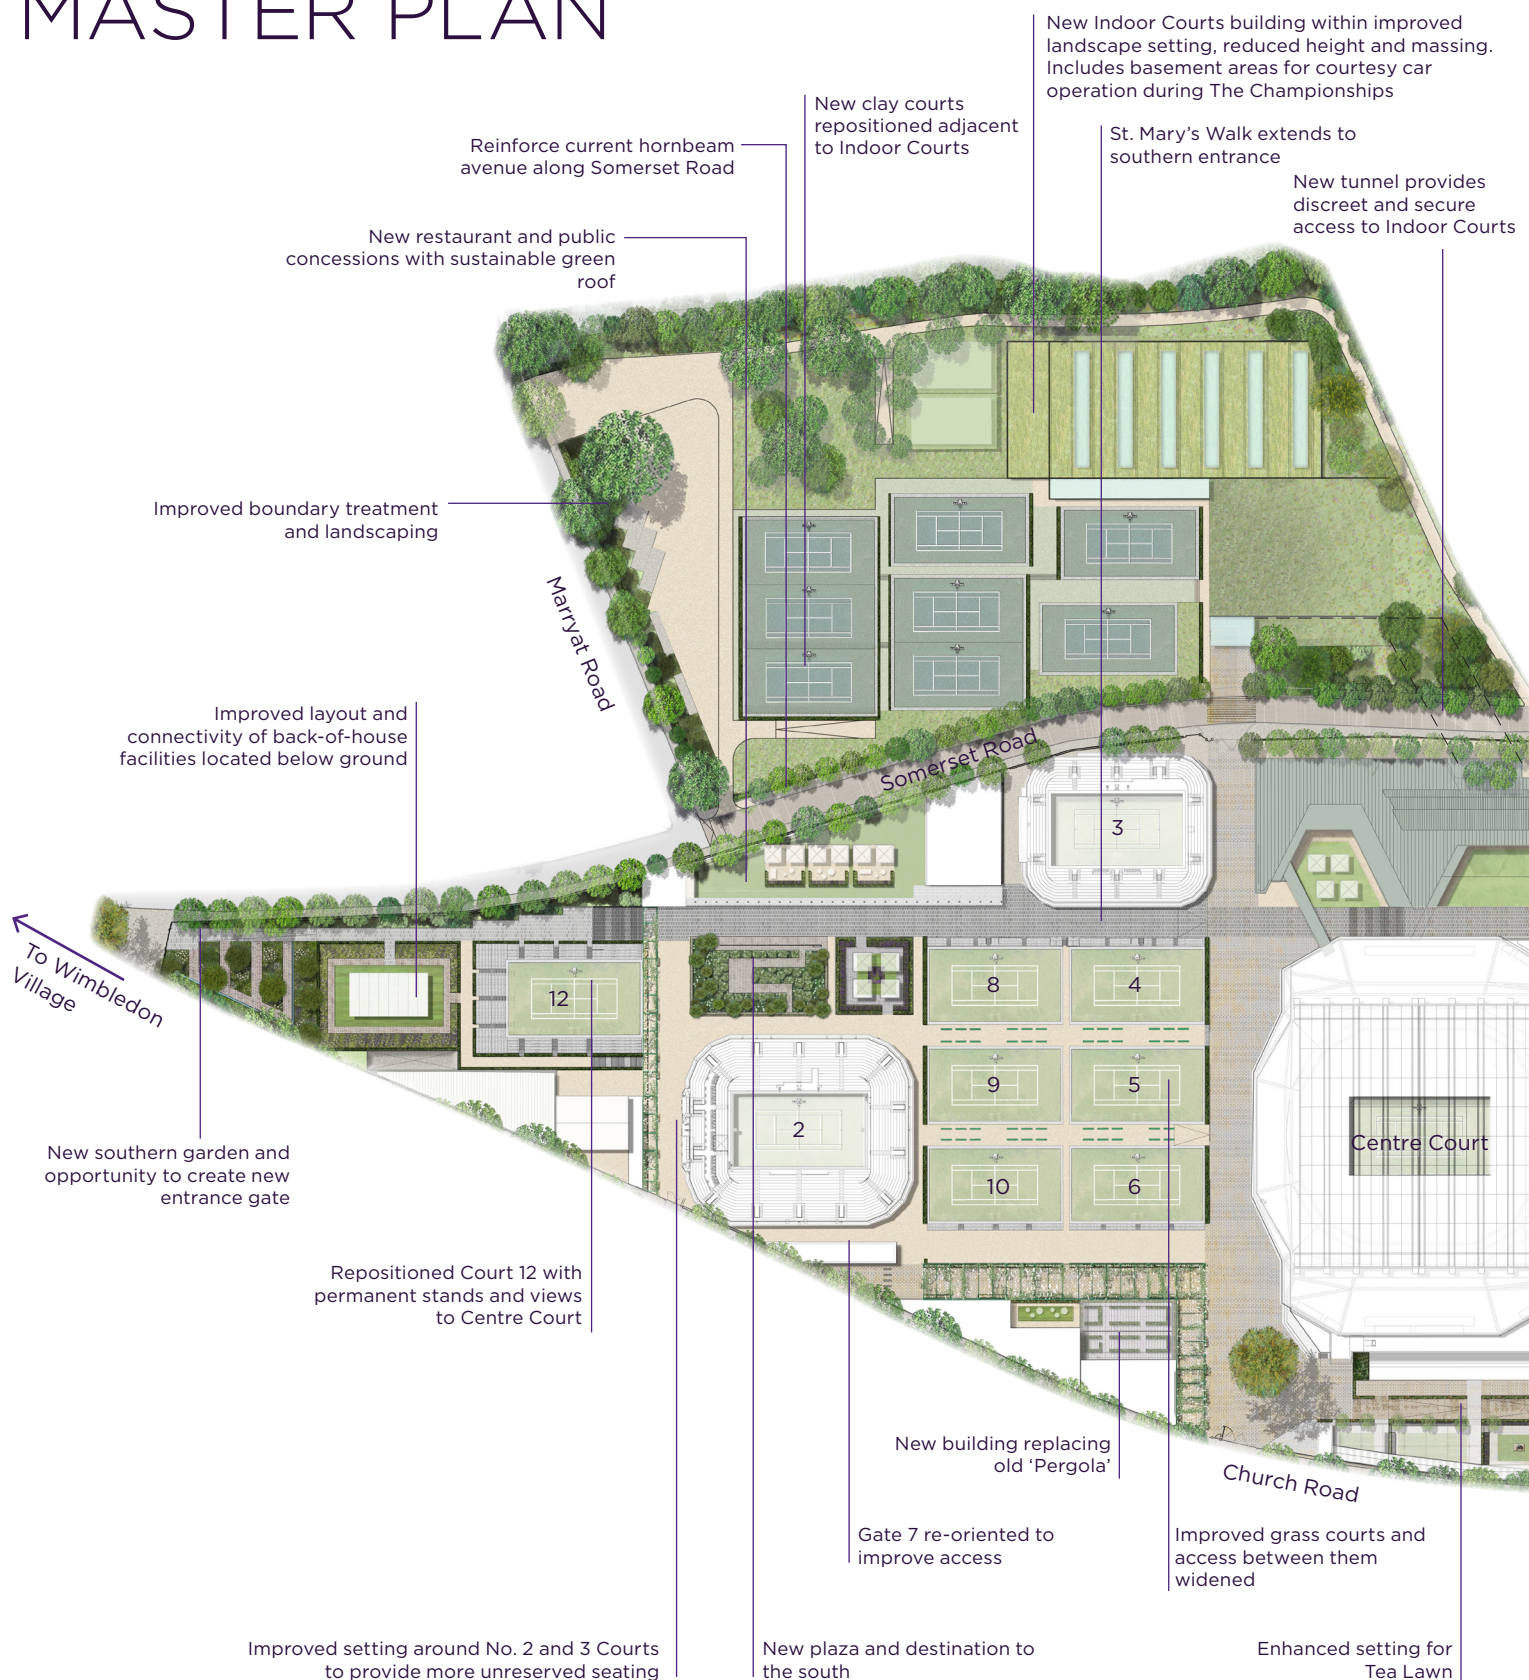 MASTER PLAN
New Indoor Courts building within improved
landscape setting, reduced height and massing.
Includes basement areas for courtesy car
operation during The Championships
New clay courts
repositioned adjacent
to Indoor Courts
St. Mary's Walk extends to
southern entrance
Reinforce current hornbeam
avenue along Somerset Road
New tunnel provides
discreet and secure
access to Indoor Courts
New restaurant and public
concessions with sustainable green
roof
Improved boundary treatment
and landscaping
Marryat Road
Improved layout and
connectivity of back-of-house
facilities located below ground
Somerset Road
3
To Wimbledon
Village
12
8
4
9
5
2
Centre Court
10
6
New southern garden and
opportunity to create new
entrance gate
Repositioned Court 12 with
permanent stands and views
to Centre Court
New building replacing
old ‘Pergola’
Church Road
Gate 7 re-oriented to
improve access
Improved grass courts and
access between them
widened
Improved setting around No. 2 and 3 Courts
to provide more unreserved seating
New plaza and destination to
the south
Enhanced setting for
Tea Lawn